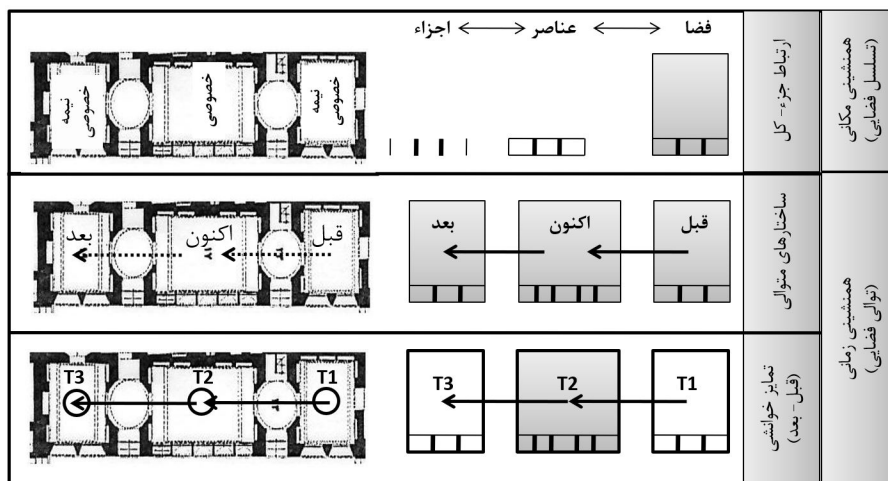 همنشینی مکانی
(تسلسل فضایی)
ارتباط جزء - کل
فضا
عناصر
اجزاء
نیمه
خصوصی
خصوصی
نیمه
خصوصی
همنشینی زمانی
(توالی فضایی)
ساختارهای متوالی
قبل
اکنون
بعد
قبل
اکنون
بعد
۱۲
تمایز خوانشی
(قبل - بعد)
T1
T2
T3
T1
T2
T3